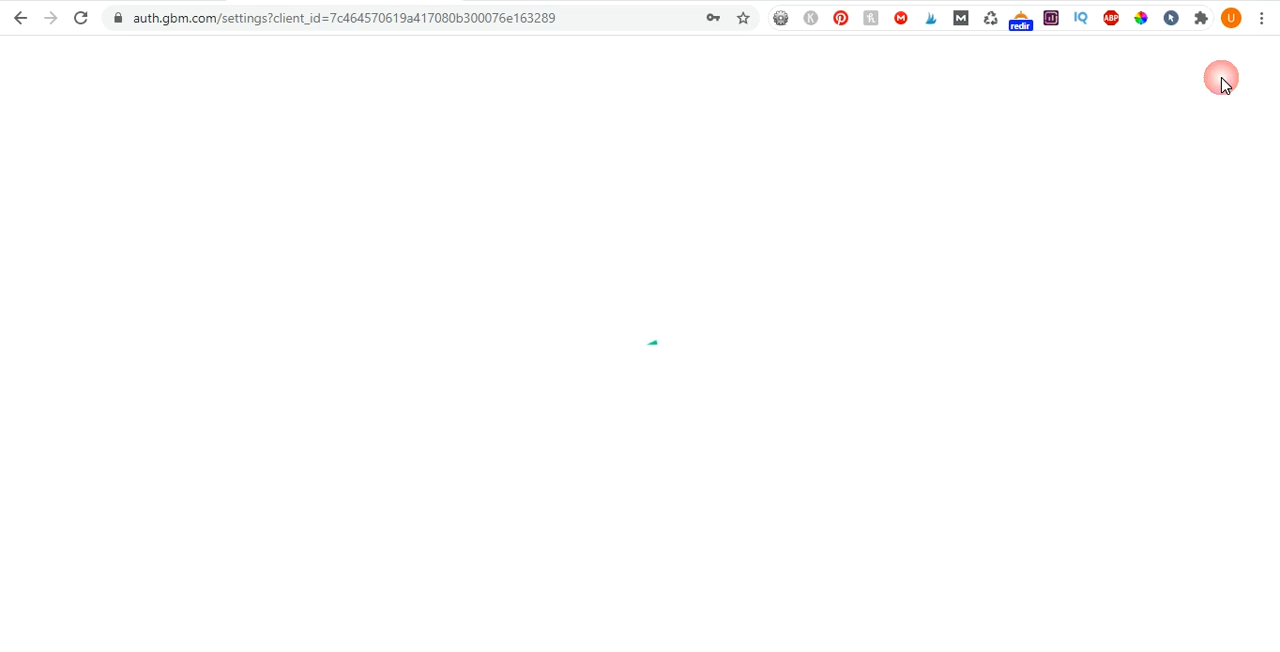 auth.gbm.com/settings?client_id=7c464570619a417080b300076e163289
K
M
M
redir
IQ
ABP
U